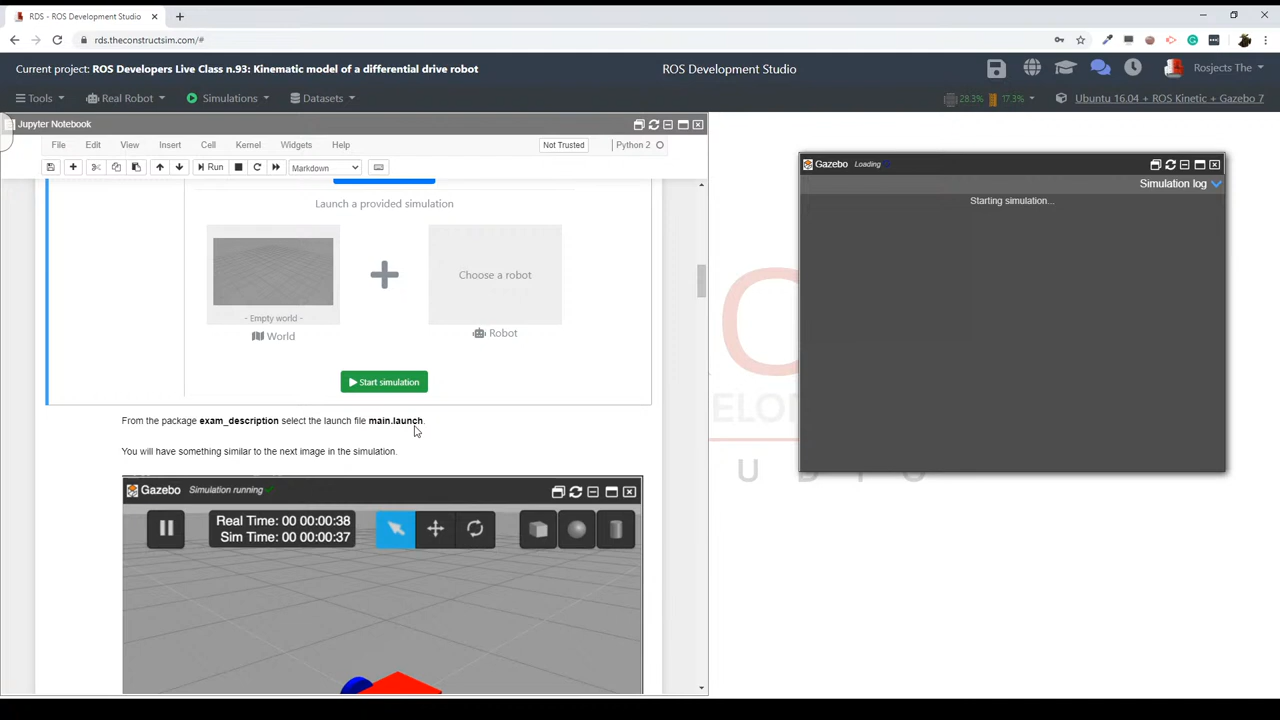 RDS - ROS Development Studio
rds.theconstructsim.com/#
Current project: ROS Developers Live Class n.93: Kinematic model of a differential drive robot
ROS Development Studio
Rosjects The
Tools
Real Robot
Simulations
Datasets
28.3%
17.3%
Ubuntu 16.04 + ROS Kinetic + Gazebo 7
Jupyter Notebook
File
Edit
View
Insert
Cell
Kernel
Widgets
Help
Not Trusted
Python 2
Run
Markdown
Launch a provided simulation
Choose a robot
- Empty world -
World
Robot
Start simulation
From the package exam_description select the launch file main.launch.
You will have something similar to the next image in the simulation.
Gazebo
Simulation running
Real Time: 00 00:00:38
Sim Time: 00 00:00:37
Gazebo
Loading
Simulation log
Starting simulation...
U D I O